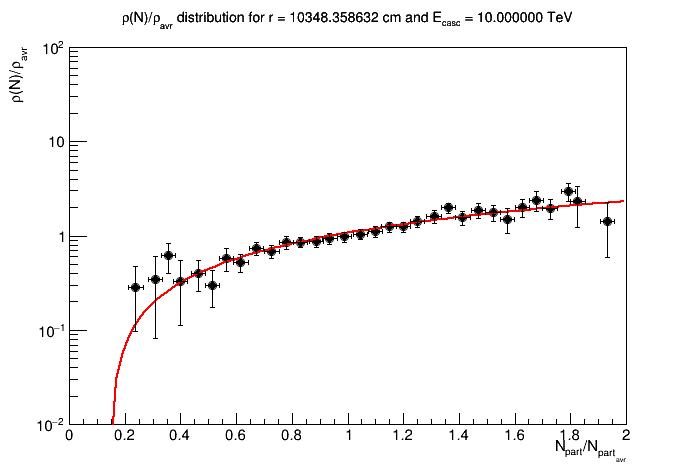 ρ(N)/ρavr distribution for r = 10348.358632 cm and Ecasc = 10.000000 TeV
ρ(N)/ρavr
10²
10
1
10⁻¹
10⁻²
0 0.2 0.4 0.6 0.8 1 1.2 1.4 1.6 1.8 2
Npart/Npartavr